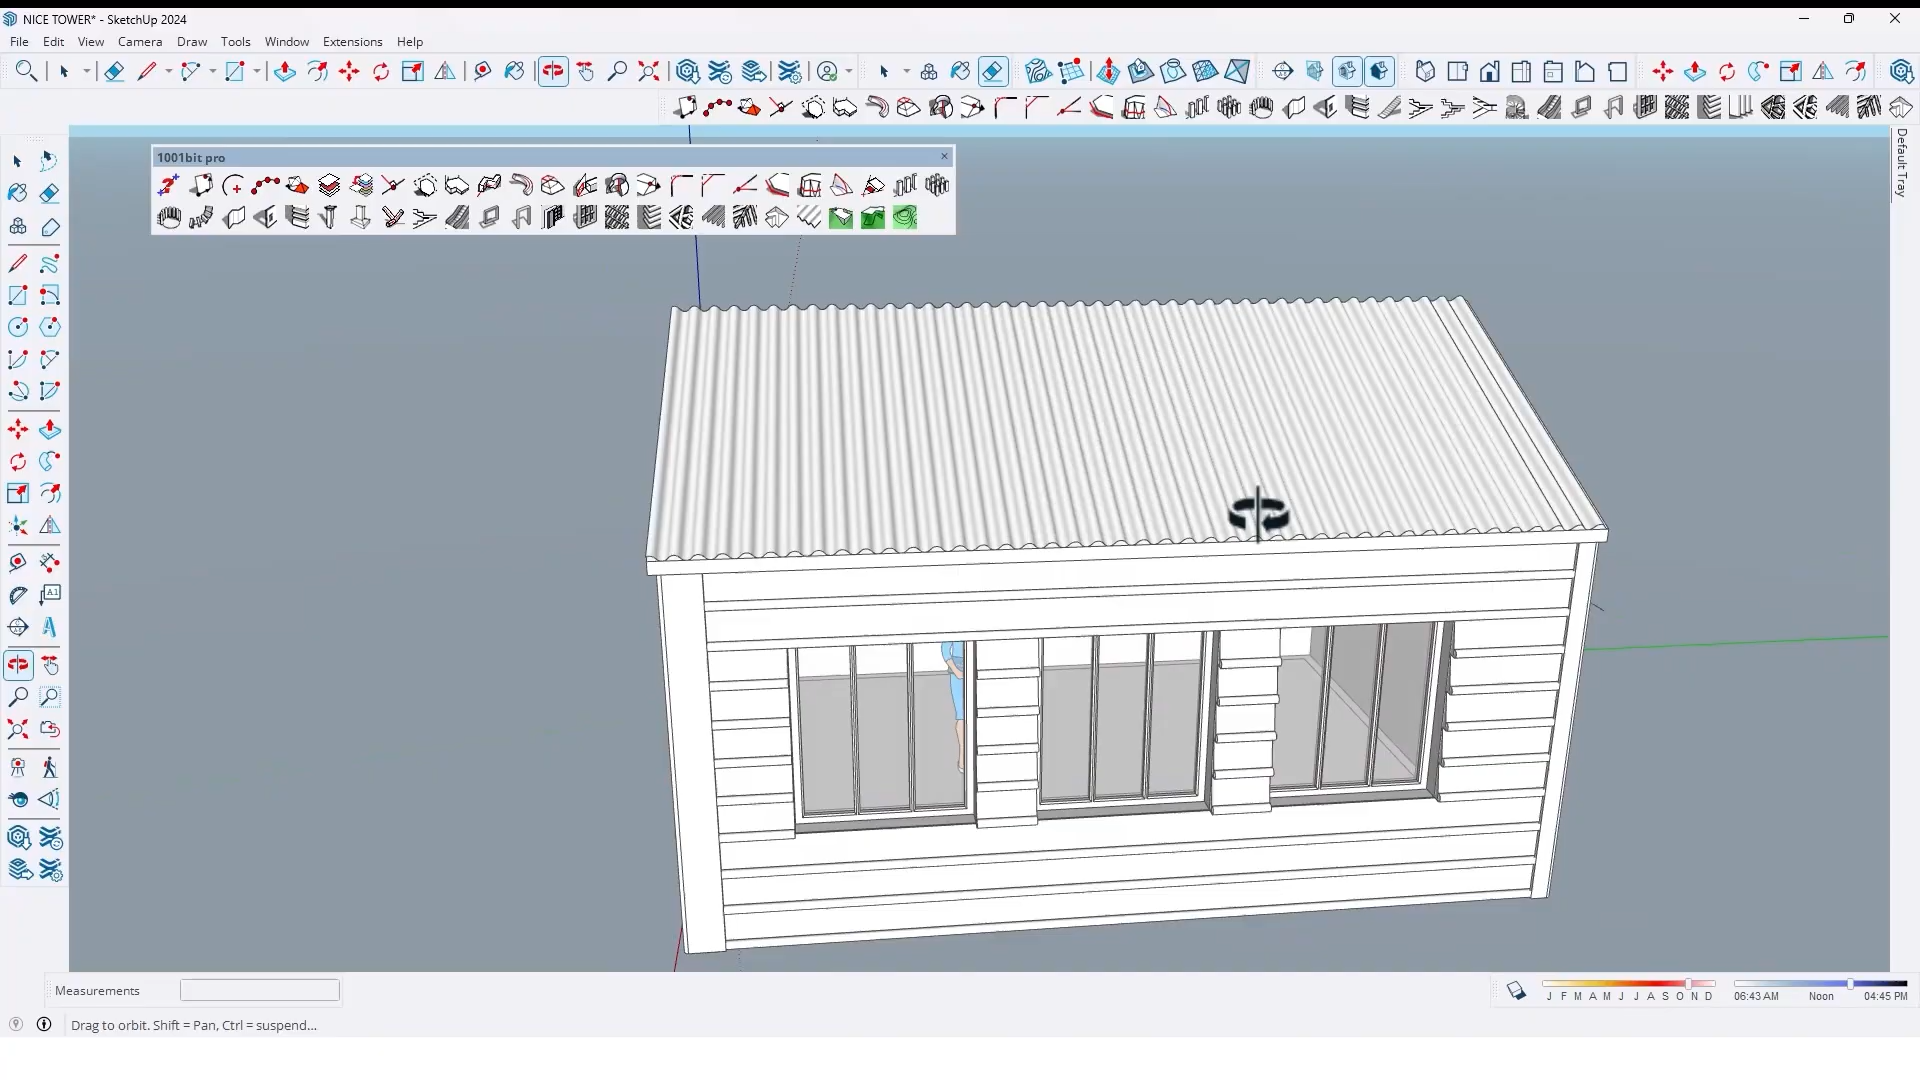 NICE TOWER* - SketchUp 2024
File Edit View Camera Draw Tools Window Extensions Help
1001bit pro
Default Tray
A1
Measurements
J F M A M J J A S O N D
06:43 AM Noon 04:45 PM
Drag to orbit. Shift = Pan, Ctrl = suspend...